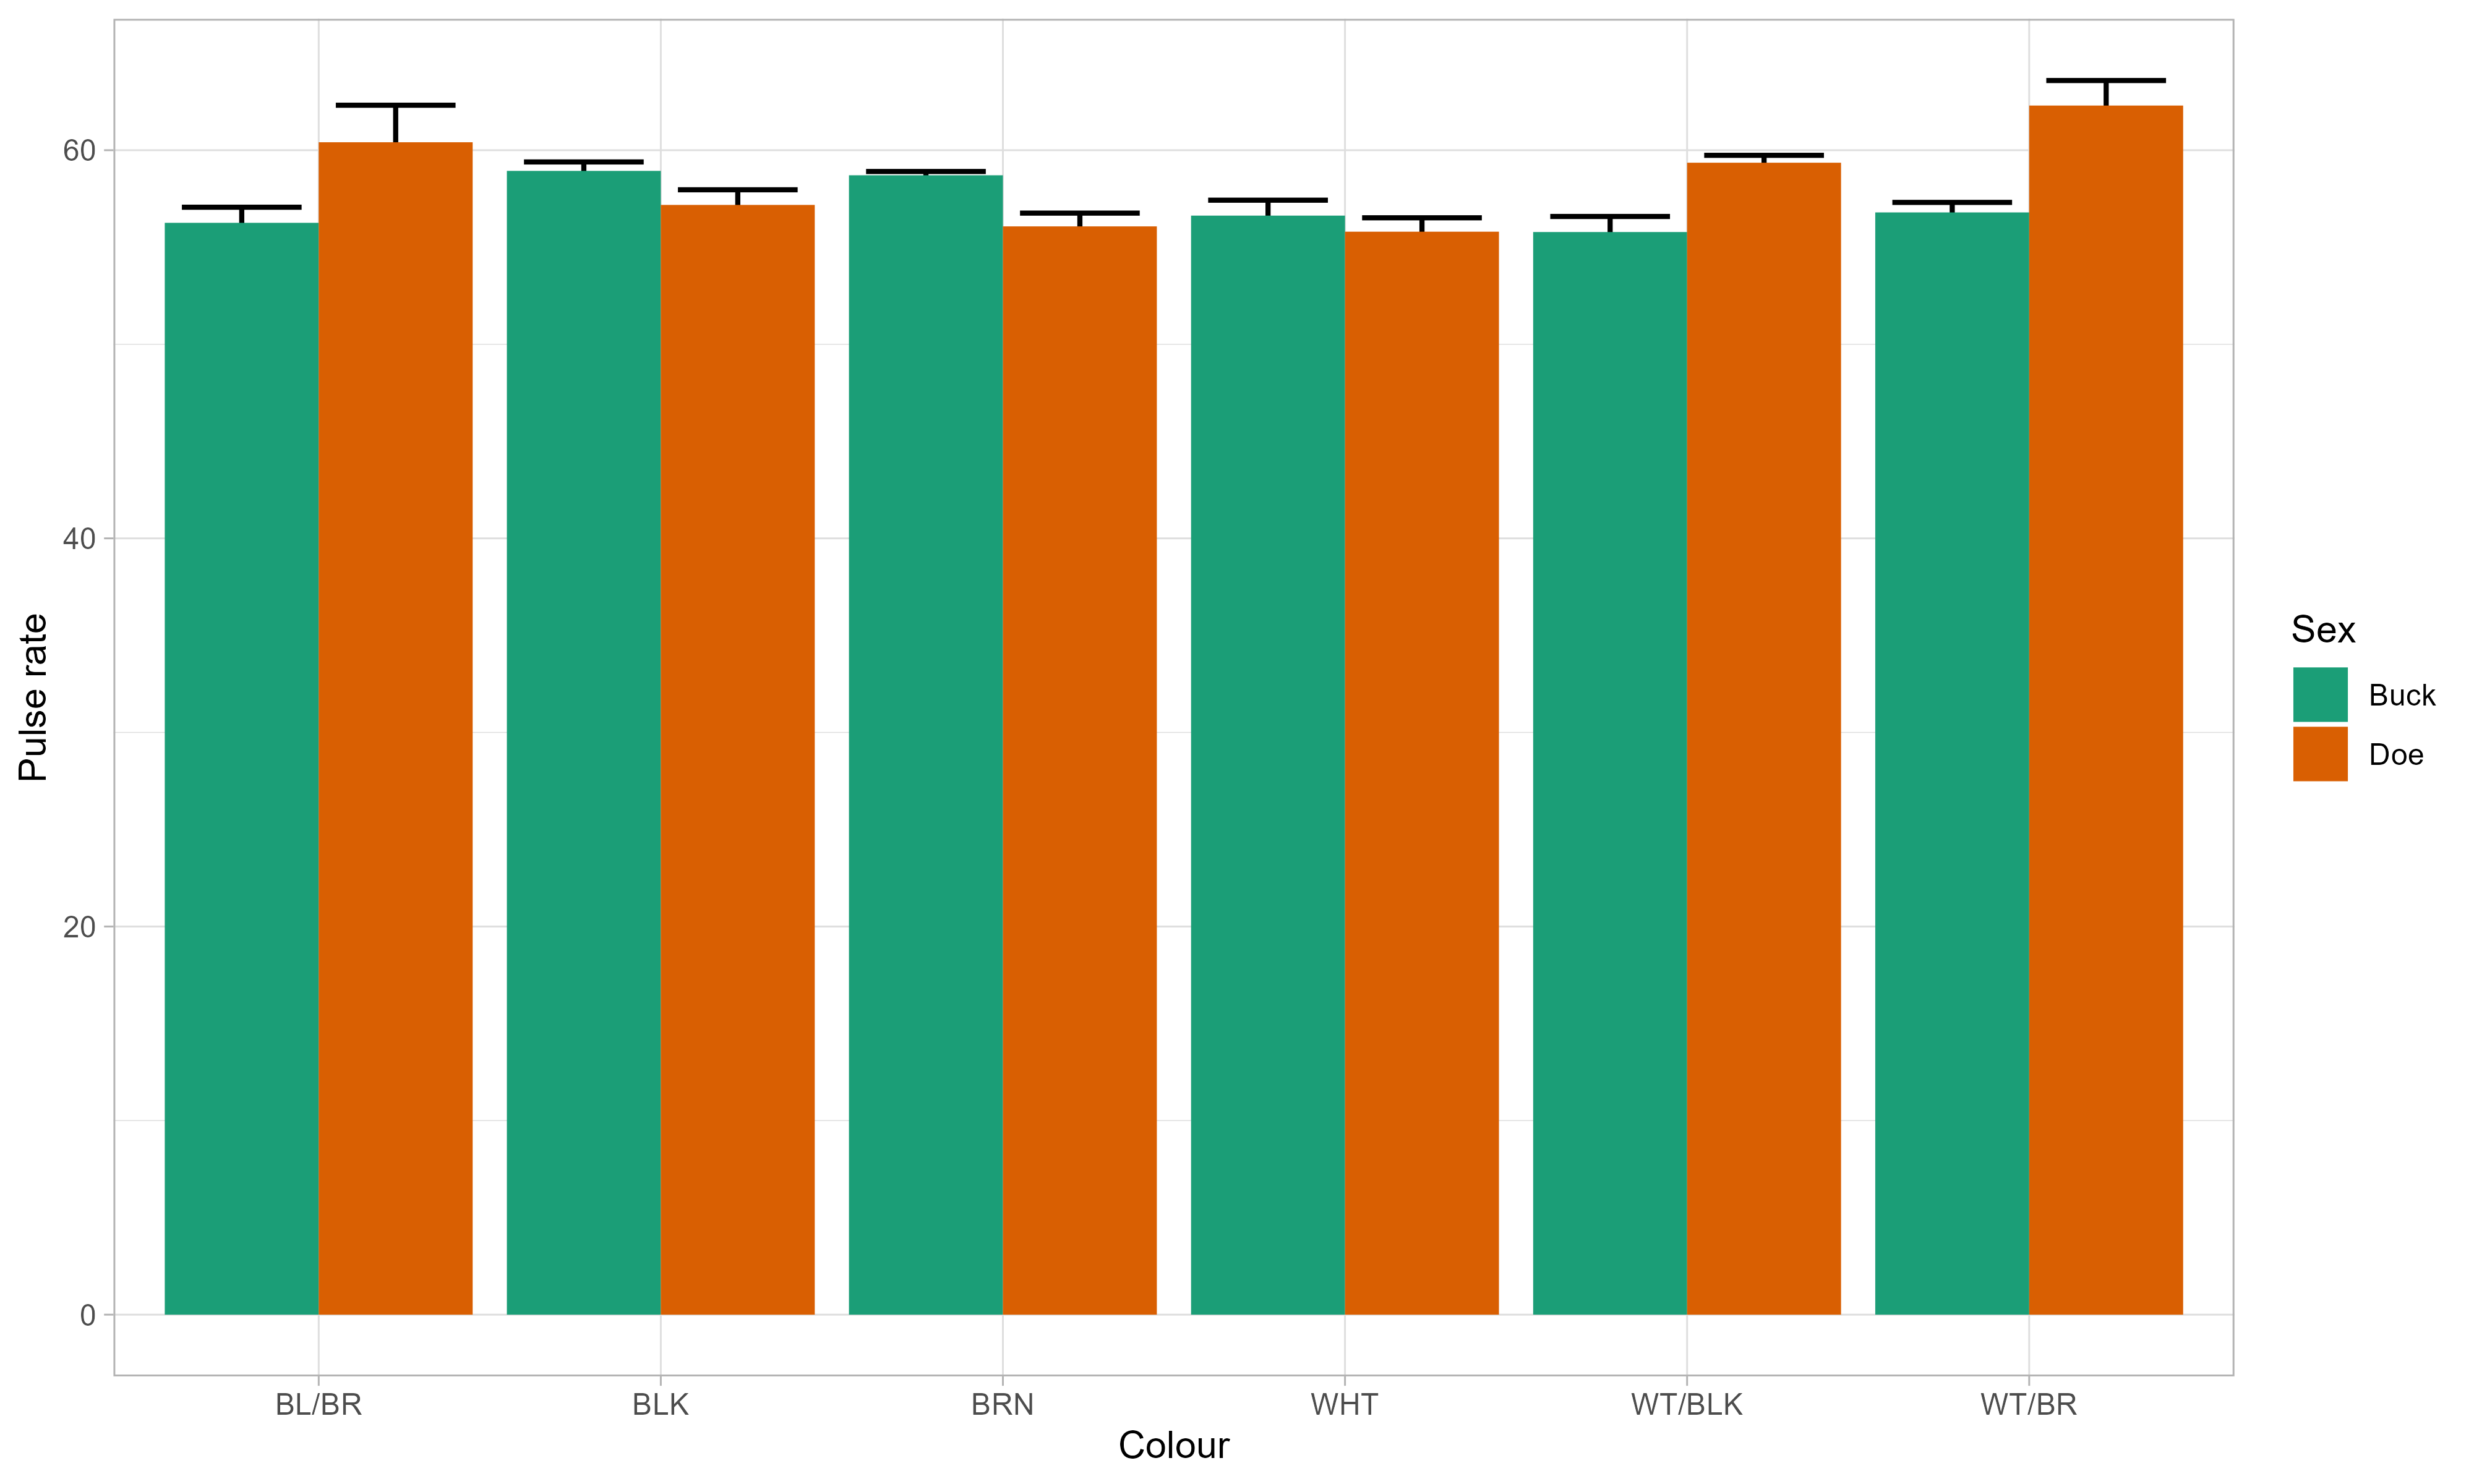 Pulse rate
60
40
20
0
BL/BR
BLK
BRN
WHT
WT/BLK
WT/BR
Colour
Sex
Buck
Doe